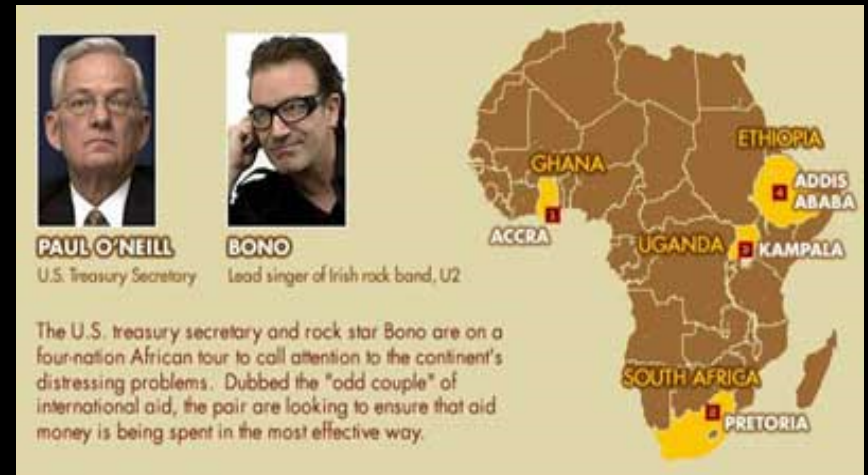 PAUL O'NEILL
U.S. Treasury Secretary
BONO
Lead singer of Irish rock band, U2
The U.S. treasury secretary and rock star Bono are on a
four-nation African tour to call attention to the continent's
distressing problems. Dubbed the "odd couple" of
international aid, the pair are looking to ensure that aid
money is being spent in the most effective way.
GHANA
1
ACCRA
ETHIOPIA
4
ADDIS
ABABA
UGANDA
3
KAMPALA
SOUTH AFRICA
2
PRETORIA